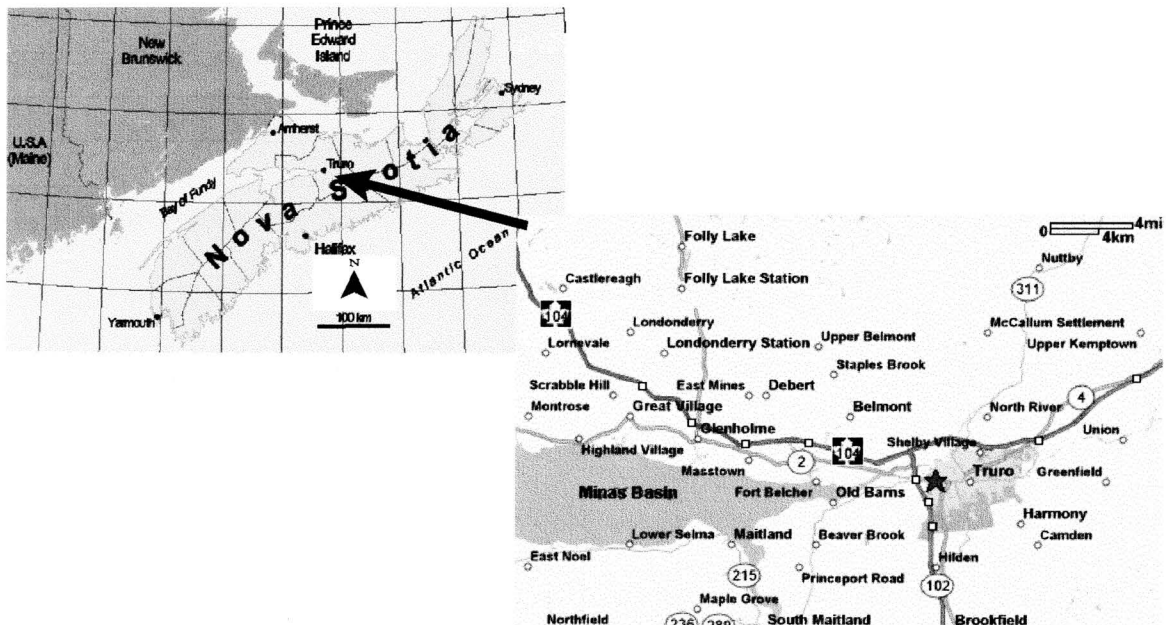 New
Brunswick
Prince
Edward
Island
Sydney
U.S.A
(Maine)
Amherst
Truro
Bay of Fundy
Nova Scotia
Halifax
N
Atlantic Ocean
Yarmouth
100 km
0 4mi
4km
Folly Lake
Nuttby
Castlereagh
Folly Lake Station
311
104
Londonderry
McCallum Settlement
Upper Belmont
Upper Kemptown
Lornevale
Londonderry Station
Staples Brook
Scrabble Hill
East Mines
Debert
4
Montrose
Great Village
Belmont
North River
Glenholme
Union
Highland Village
104
Shelby Village
2
Masstown
Truro
Greenfield
Minas Basin
Fort Belcher
Old Barns
Harmony
Lower Selma
Maitland
Beaver Brook
Camden
East Noel
Hilden
215
Princeport Road
102
Maple Grove
Northfield
236
289
South Maitland
Brookfield